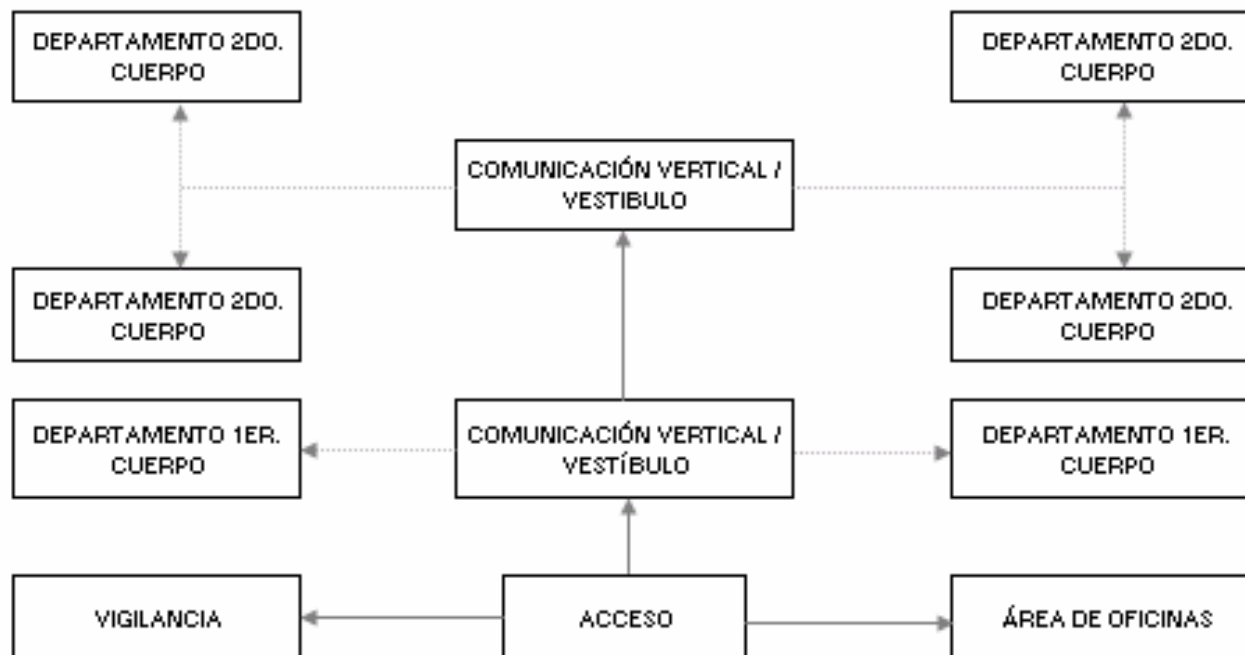 DEPARTAMENTO 2DO.
CUERPO
DEPARTAMENTO 2DO.
CUERPO
COMUNICACIÓN VERTICAL /
VESTIBULO
DEPARTAMENTO 2DO.
CUERPO
DEPARTAMENTO 2DO.
CUERPO
DEPARTAMENTO 1ER.
CUERPO
COMUNICACIÓN VERTICAL /
VESTÍBULO
DEPARTAMENTO 1ER.
CUERPO
VIGILANCIA
ACCESO
ÁREA DE OFICINAS